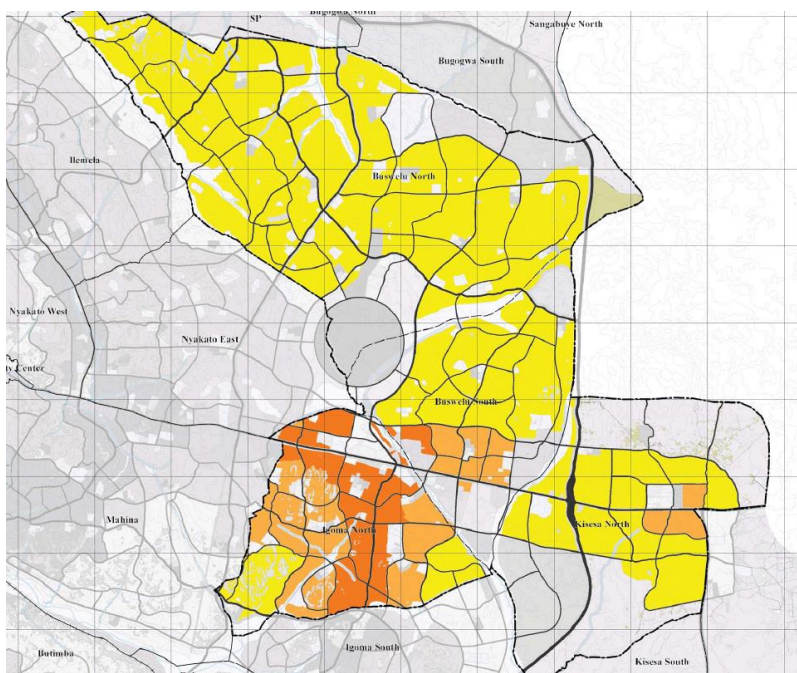 Bugogwa North
SP
Sangabuye North
Bugogwa South
Ilemela
Buswelu North
Nyakato West
Nyakato East
ty Center
Buswelu South
Mahina
Igoma North
Kisesa North
Igoma South
Butimba
Kisesa South